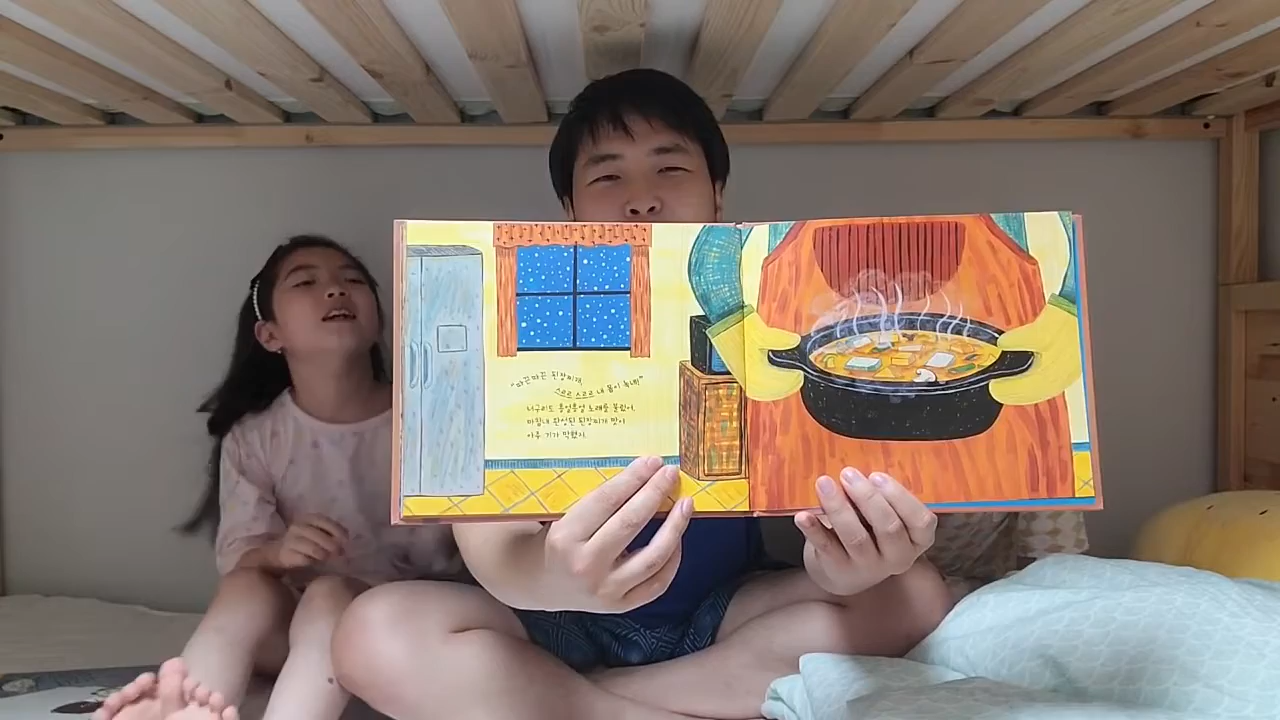 "따끈따끈 된장찌개,
스르르 스르르 내 몸이 녹네!"
너구리도 흥얼흥얼 노래를 불렀어.
마침내 완성된 된장찌개 맛이
아주 기가 막혔어.